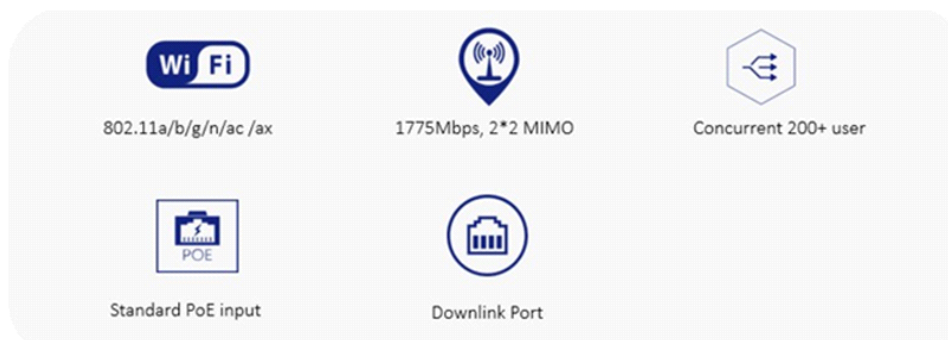 Wi Fi
802.11a/b/g/n/ac /ax
1775Mbps, 2*2 MIMO
Concurrent 200+ user
POE
Standard PoE input
Downlink Port